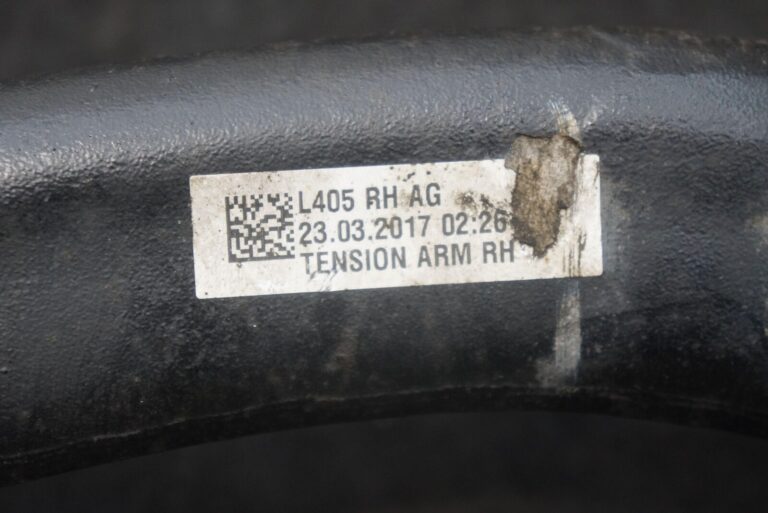 L405 RH AG
23.03.2017 02:26
TENSION ARM RH